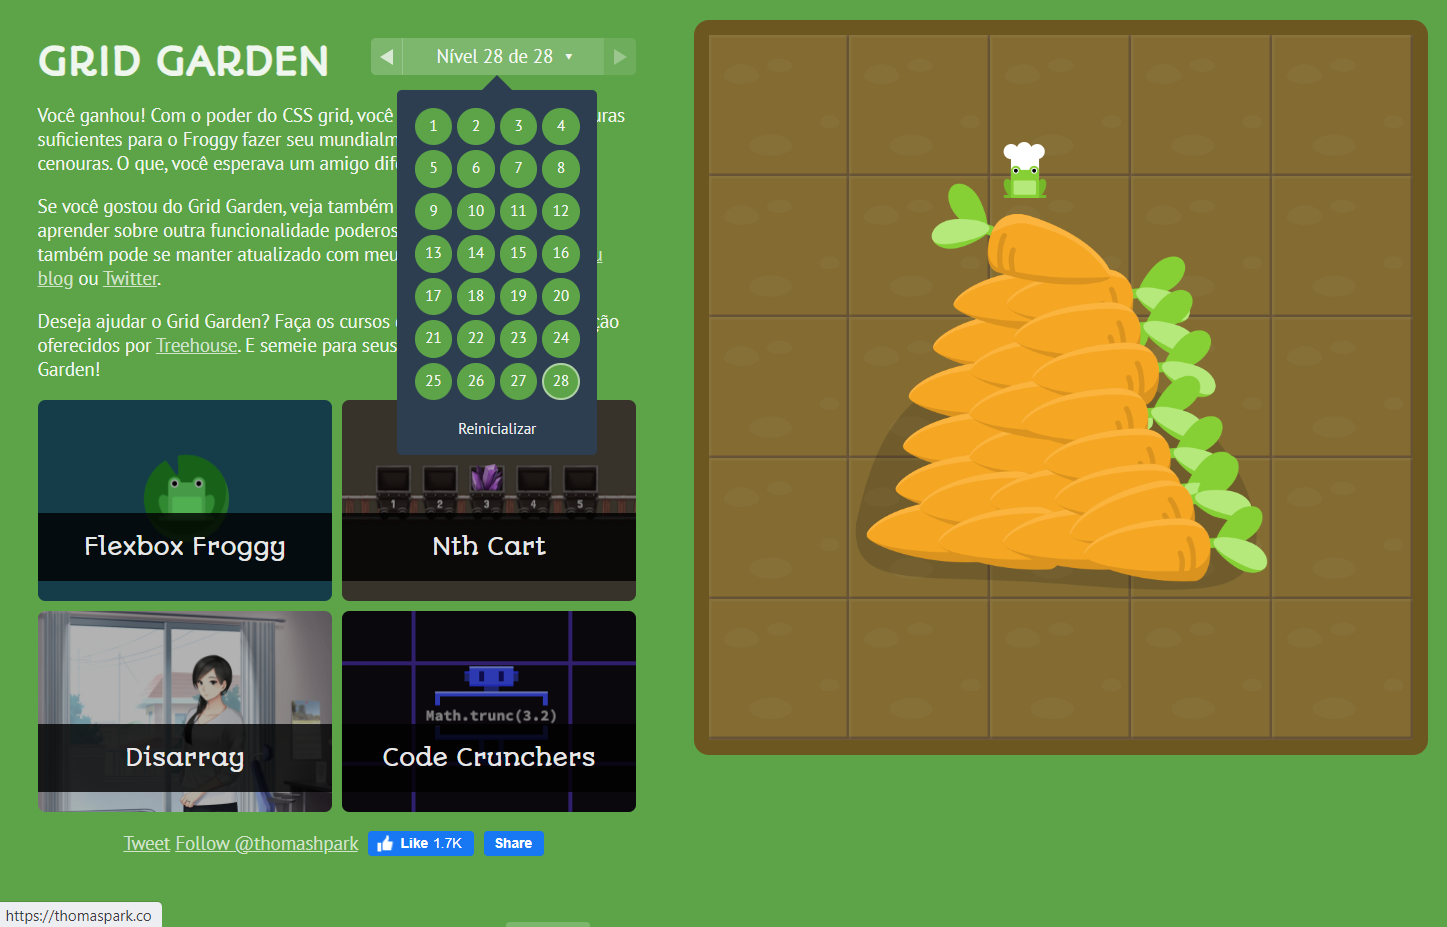 GRID GARDEN
Nível 28 de 28
Você ganhou! Com o poder do CSS grid, você
suficientes para o Froggy fazer seu mundialm
cenouras. O que, você esperava um amigo
Se você gostou do Grid Garden, veja também
aprender sobre outra funcionalidade poderos
também pode se manter atualizado com meu
blog ou Twitter.
Deseja ajudar o Grid Garden? Faça os cursos
oferecidos por Treehouse. E semeie para seus
Garden!
1 2 3 4
5 6 7 8
9 10 11 12
13 14 15 16
17 18 19 20
21 22 23 24
25 26 27 28
Reinicializar
Flexbox Froggy
1 2 3 4 5
Nth Cart
Disarray
Math.trunc(3.2)
Code Crunchers
Tweet Follow @thomashpark Like 1.7K Share
https://thomaspark.co